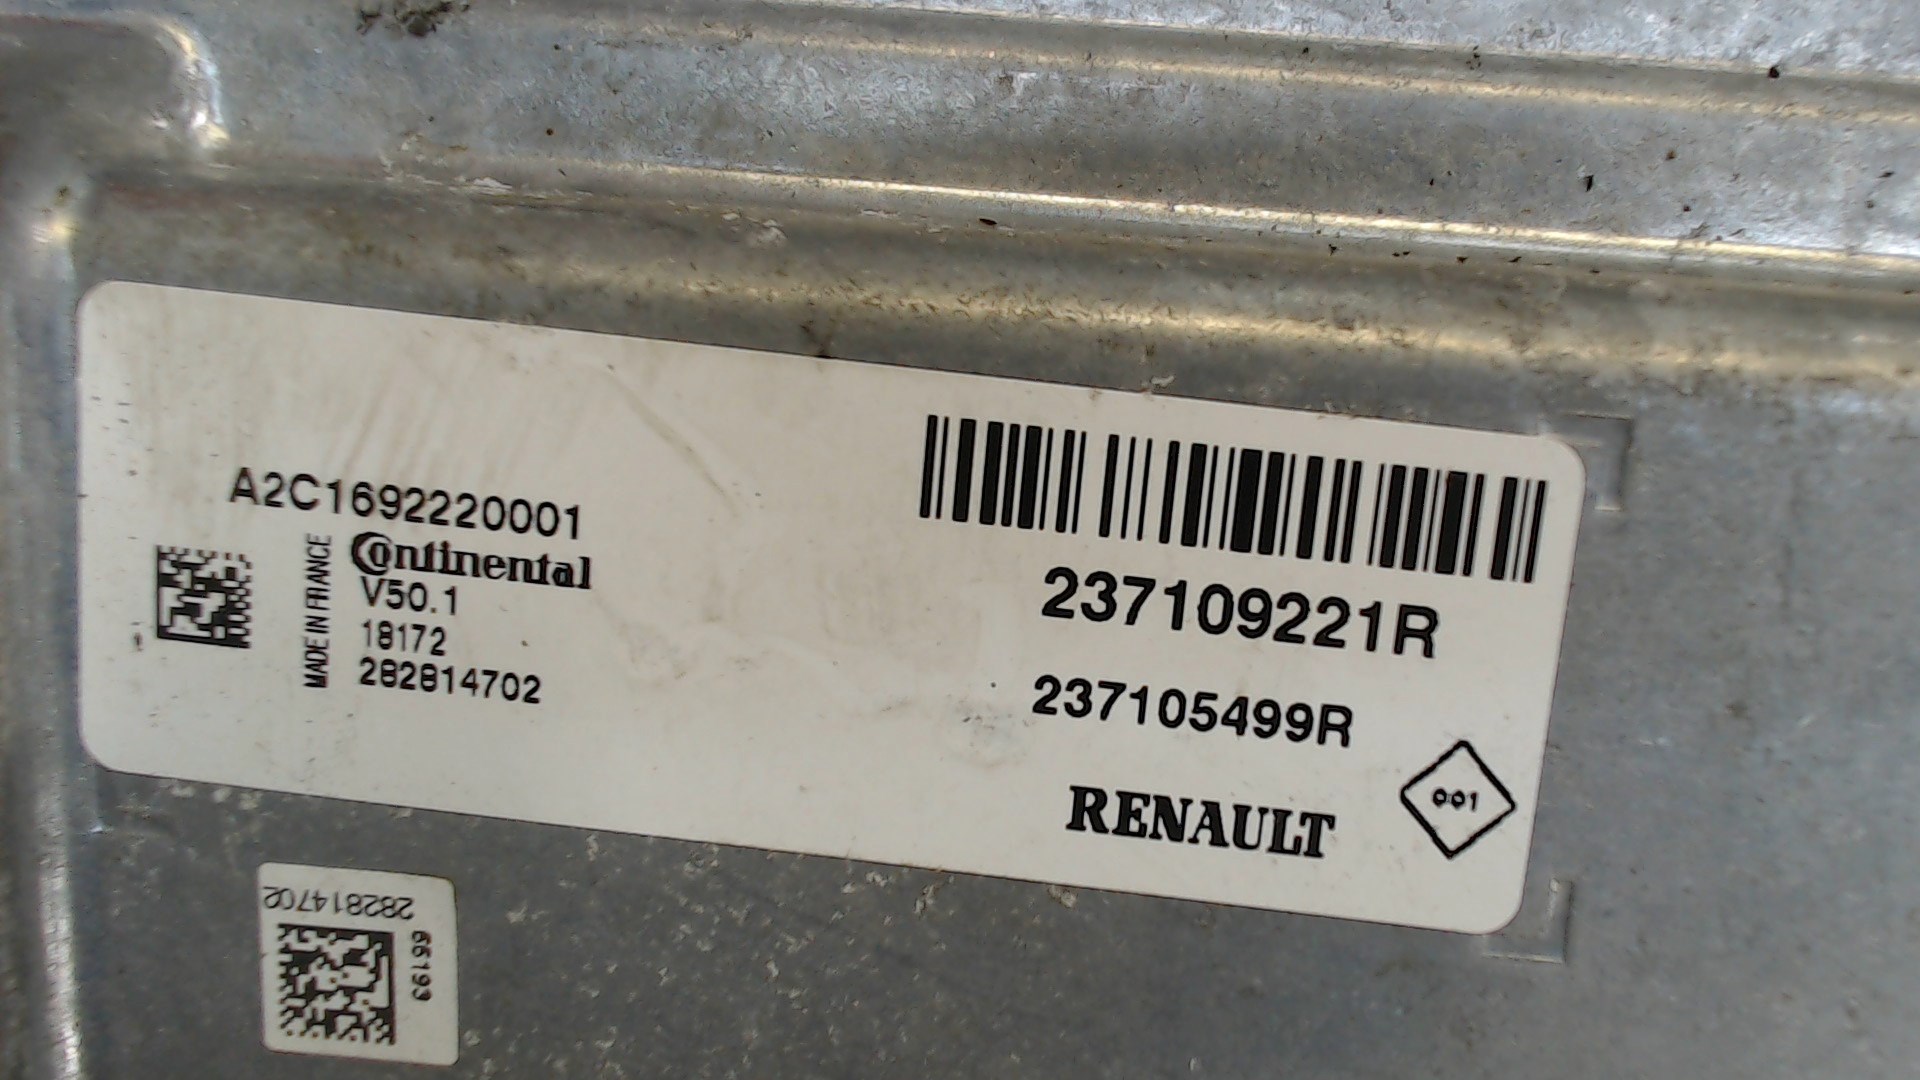 A2C1692220001
Continental
MADE IN FRANCE
V50.1
18172
282814702
237109221R
237105499R
RENAULT
001
282814702
66193